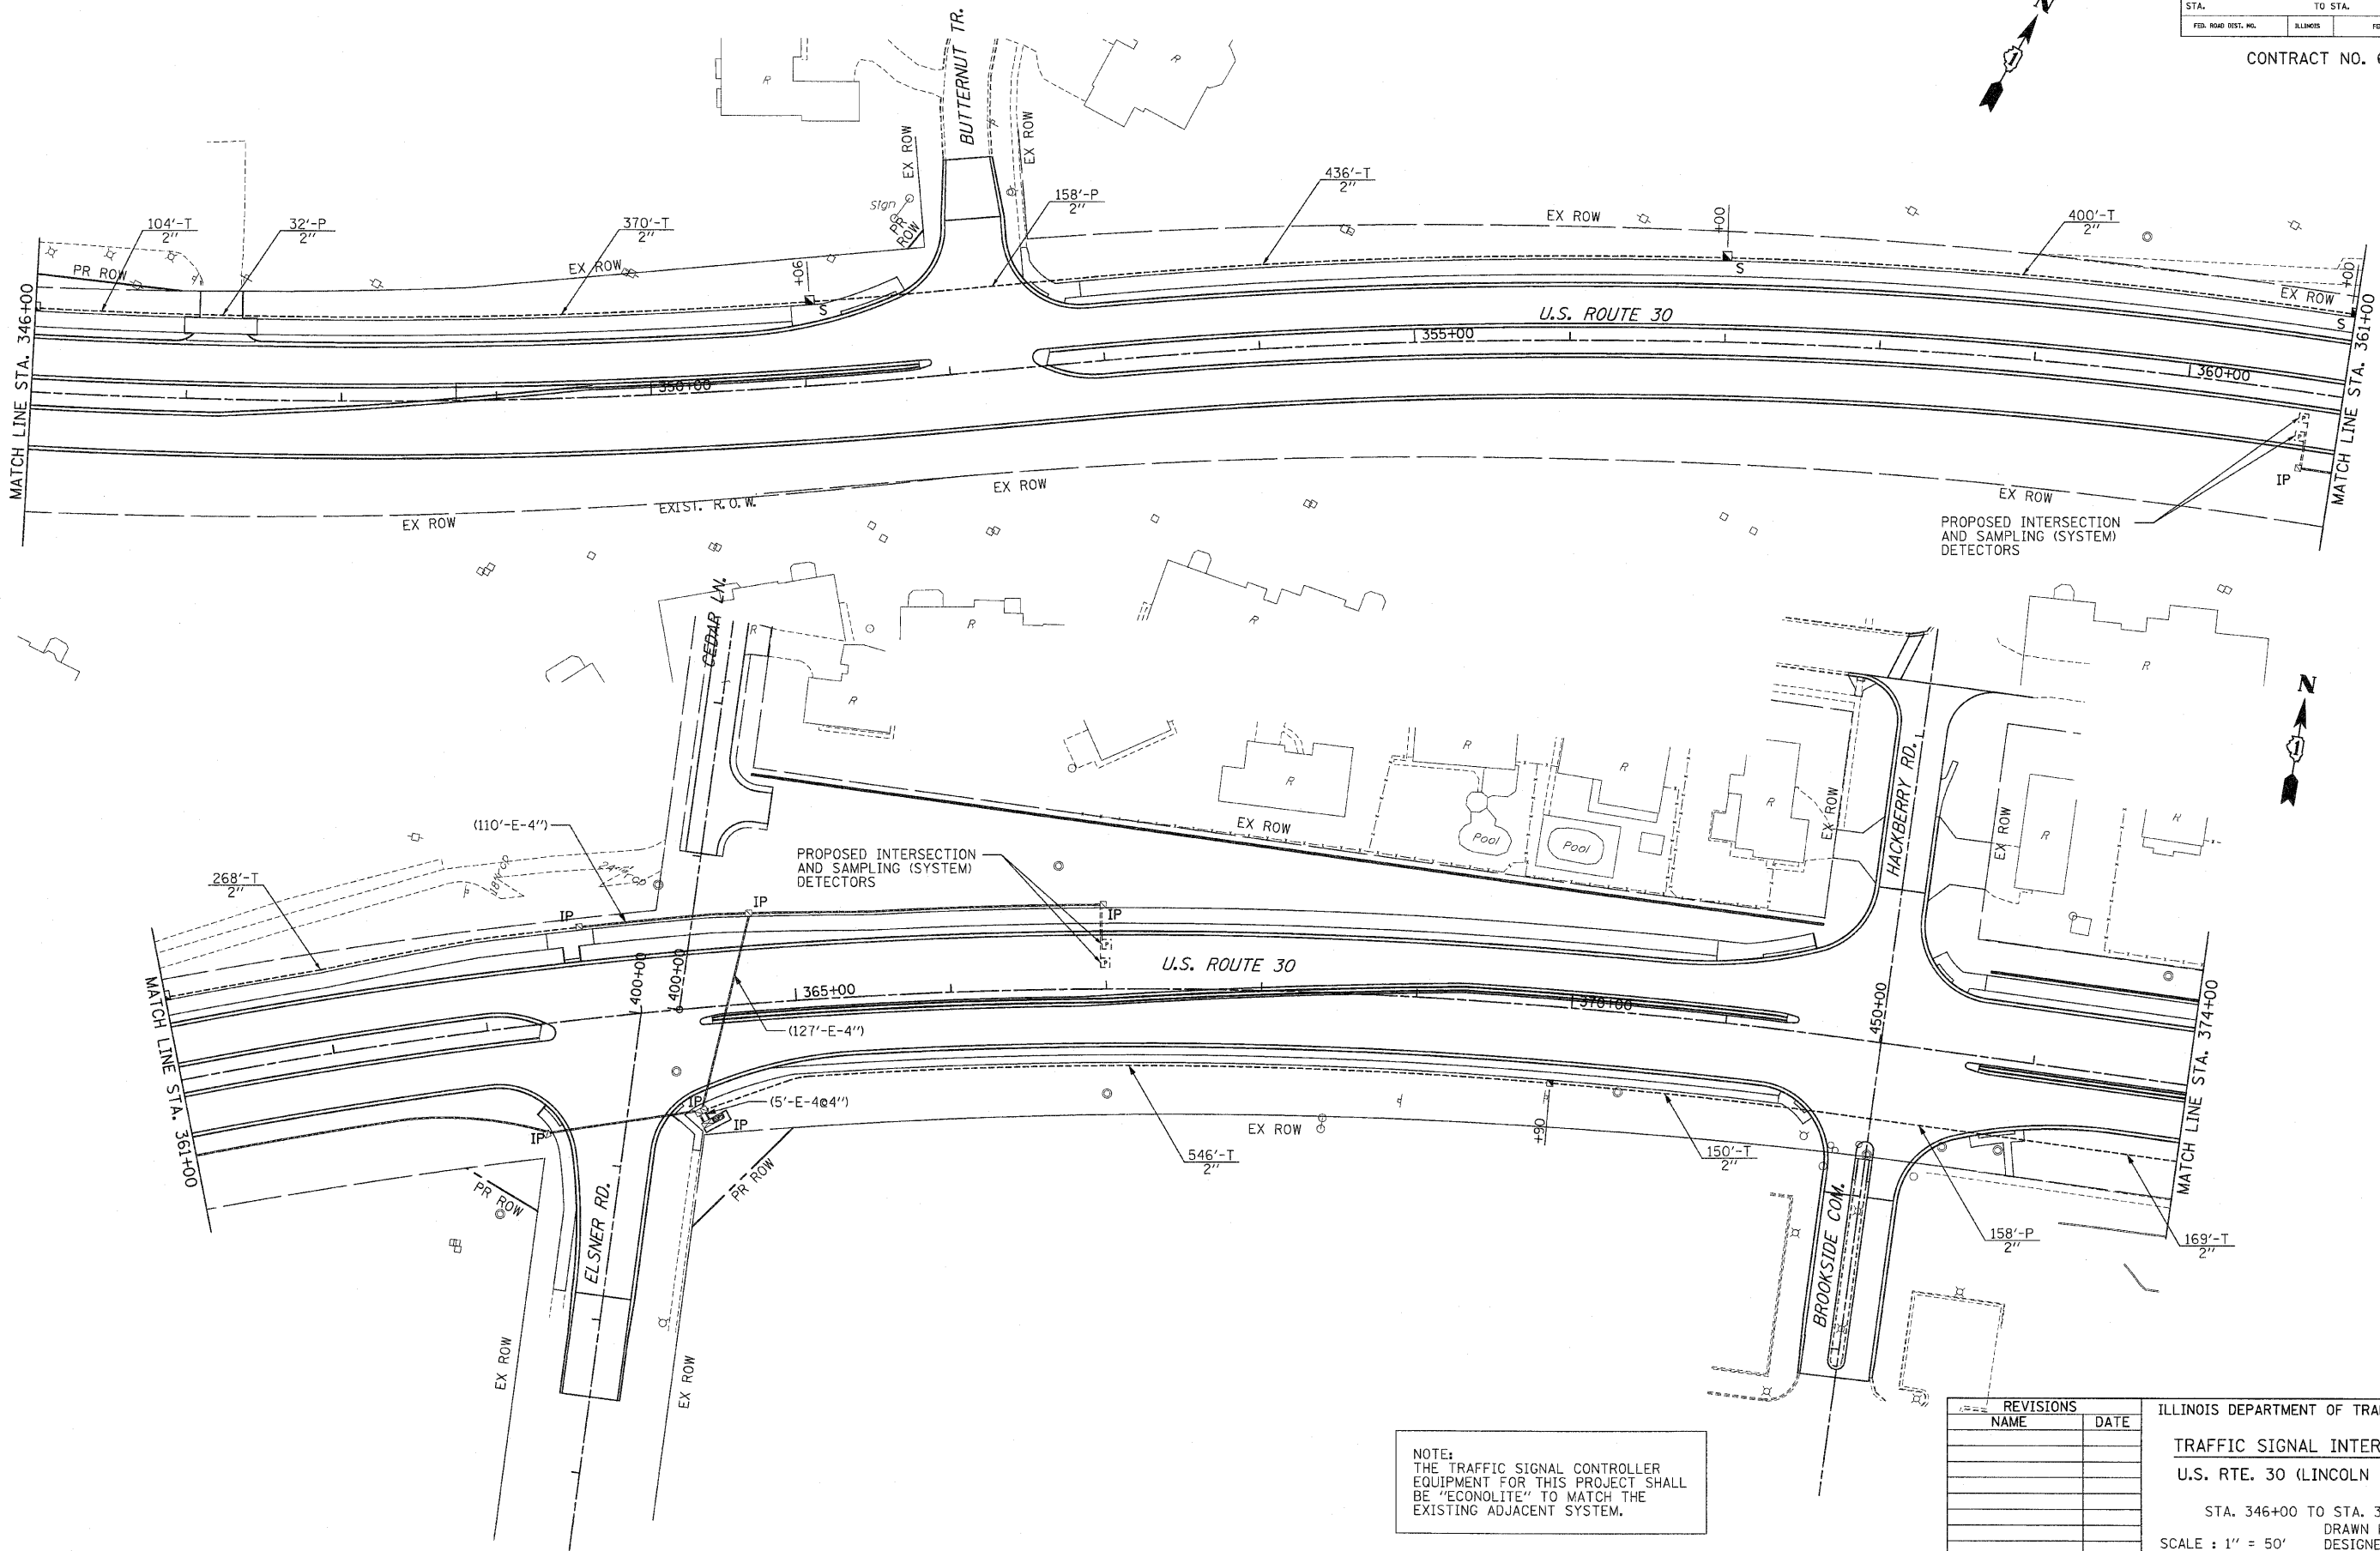 STA. TO STA.
FED. ROAD DIST. NO. ILLINOIS
CONTRACT NO.
N
1
BUTTERNUT TR.
R
R
EX ROW
EX ROW
Sign
PR ROW
104'-T
2''
32'-P
2''
370'-T
2''
158'-P
2''
436'-T
2''
400'-T
2''
PR ROW
EX ROW
+06
S
EX ROW
+00
S
EX ROW
+00
S
U.S. ROUTE 30
350+00
355+00
360+00
MATCH LINE STA. 346+00
MATCH LINE STA. 361+00
IP
EX ROW
EXIST. R.O.W.
EX ROW
EX ROW
PROPOSED INTERSECTION
AND SAMPLING (SYSTEM)
DETECTORS
CEDAR LN.
R
R
R
R
R
R
R
R
R
R
R
R
Pool
Pool
N
1
EX ROW
EX ROW
HACKBERRY RD.
EX ROW
(110'-E-4'')
268'-T
2''
PROPOSED INTERSECTION
AND SAMPLING (SYSTEM)
DETECTORS
IP
IP
IP
400+00
400+00
U.S. ROUTE 30
365+00
370+00
450+00
(127'-E-4'')
MATCH LINE STA. 361+00
MATCH LINE STA. 374+00
IP
(5'-E-4@4'')
IP
IP
EX ROW
+90
546'-T
2''
150'-T
2''
158'-P
2''
169'-T
2''
PR ROW
PR ROW
ELSNER RD.
BROOKSIDE COM.
EX ROW
EX ROW
NOTE:
THE TRAFFIC SIGNAL CONTROLLER
EQUIPMENT FOR THIS PROJECT SHALL
BE "ECONOLITE" TO MATCH THE
EXISTING ADJACENT SYSTEM.
REVISIONS
NAME DATE
ILLINOIS DEPARTMENT OF
TRAFFIC SIGNAL
U.S. RTE. 30 (LINCOLN
STA. 346+00 TO STA.
DRAWN
SCALE : 1'' = 50'